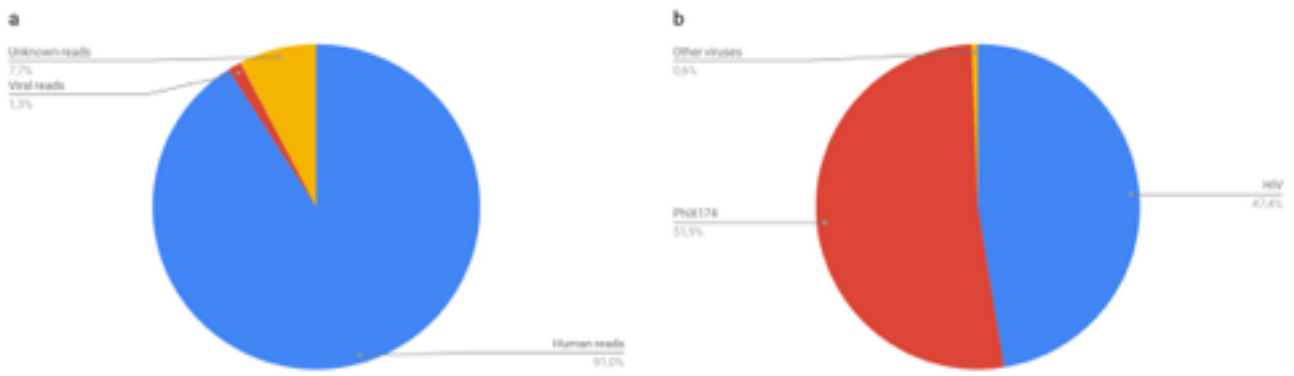 a
Unknown reads
7,7%
Viral reads
1,3%
Human reads
91,0%
b
Other viruses
0,6%
PhiX174
51,9%
HIV
47,4%